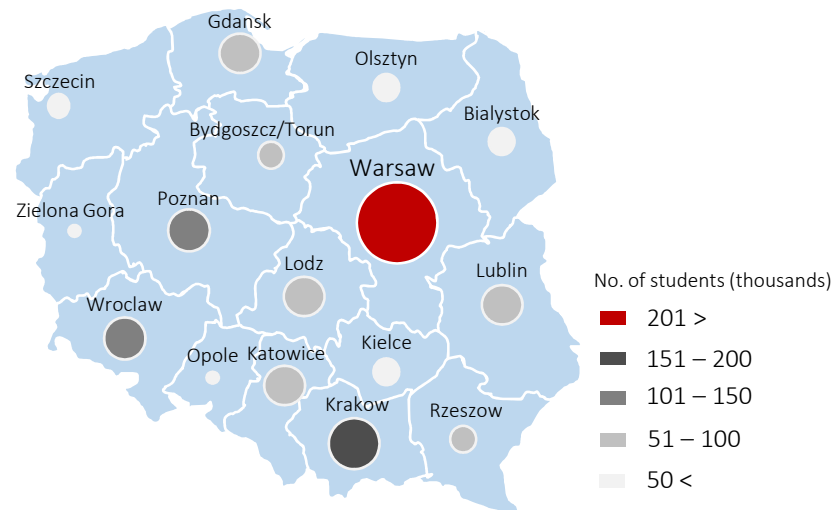 Gdansk
Olsztyn
Szczecin
Bialystok
Bydgoszcz/Torun
Warsaw
Poznan
Zielona Gora
Lodz
Lublin
No. of students (thousands)
Wroclaw
201 >
Kielce
Opole
Katowice
151 – 200
101 – 150
Krakow
Rzeszow
51 – 100
50 <